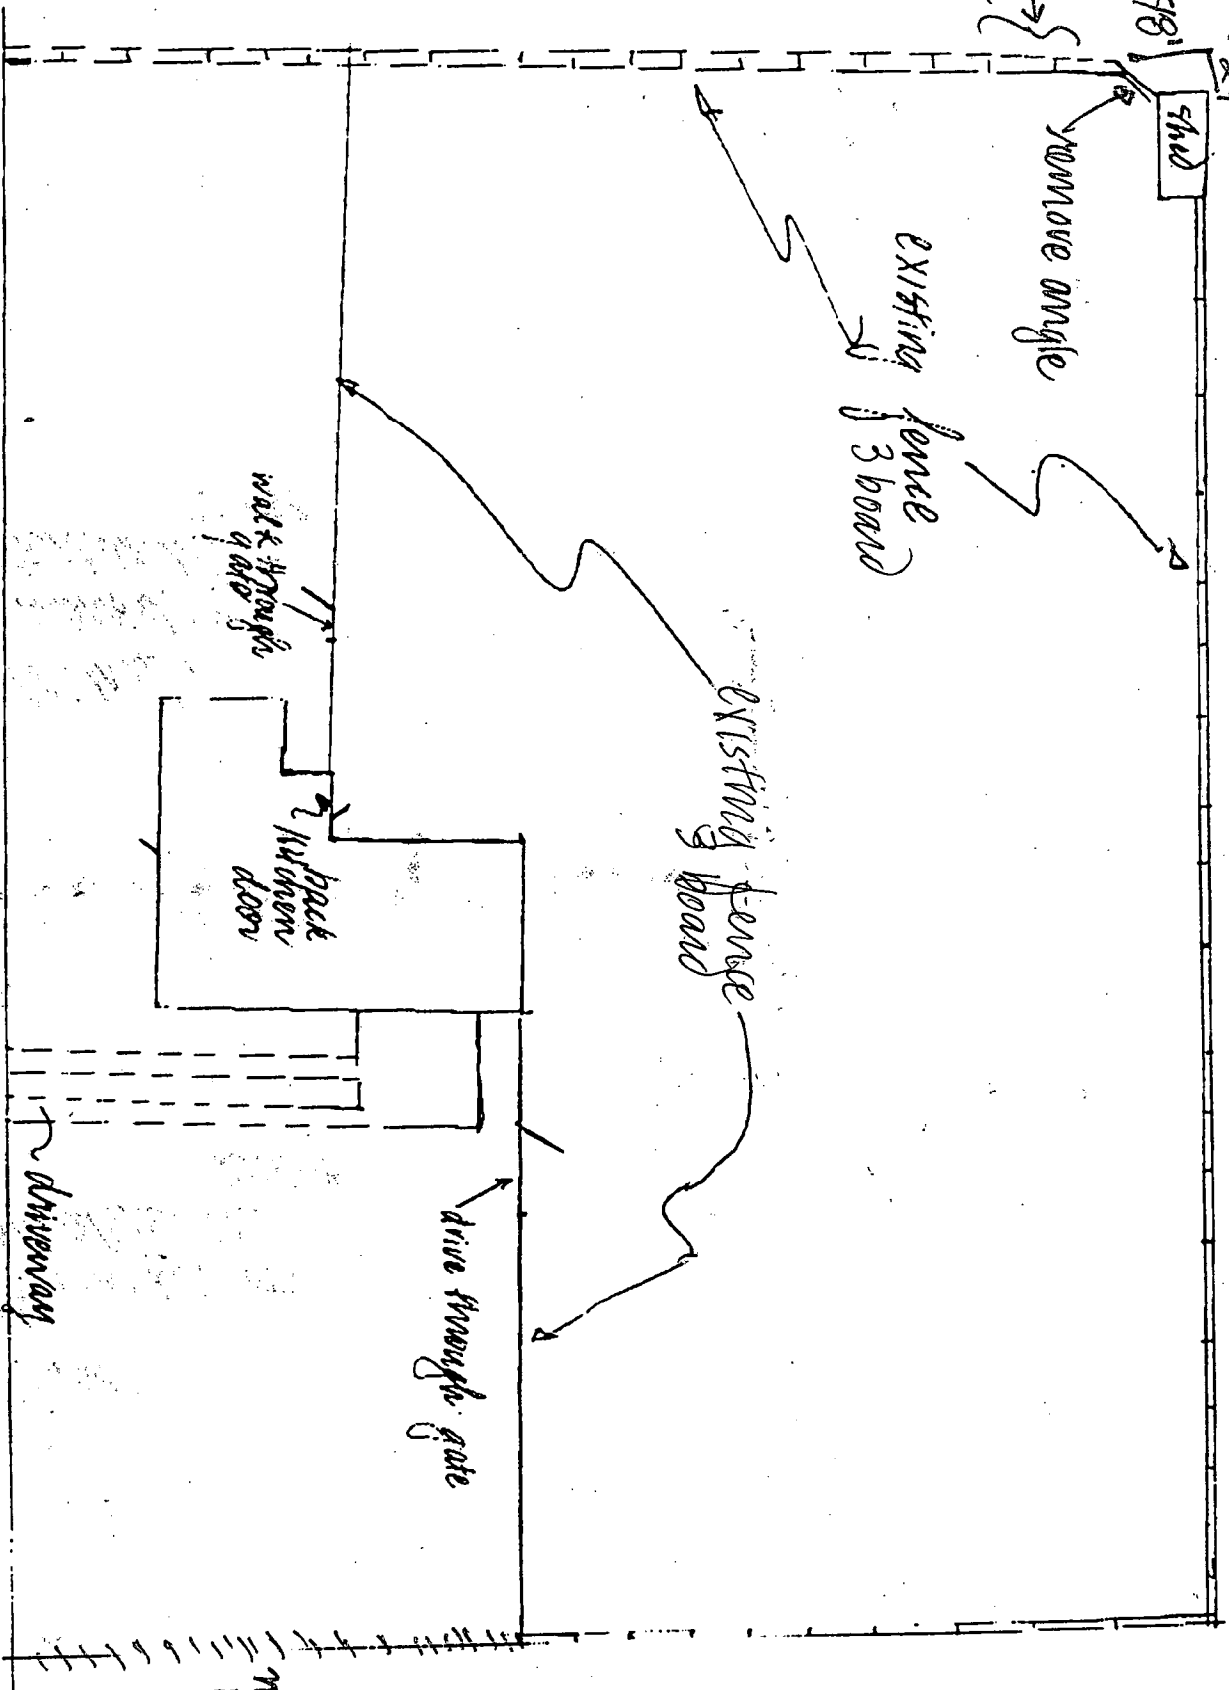 48'
shed
remove angle
existing fence
3 board
existing fence
3 board
walk through
gate
back
kitchen
door
drive through gate
driveway